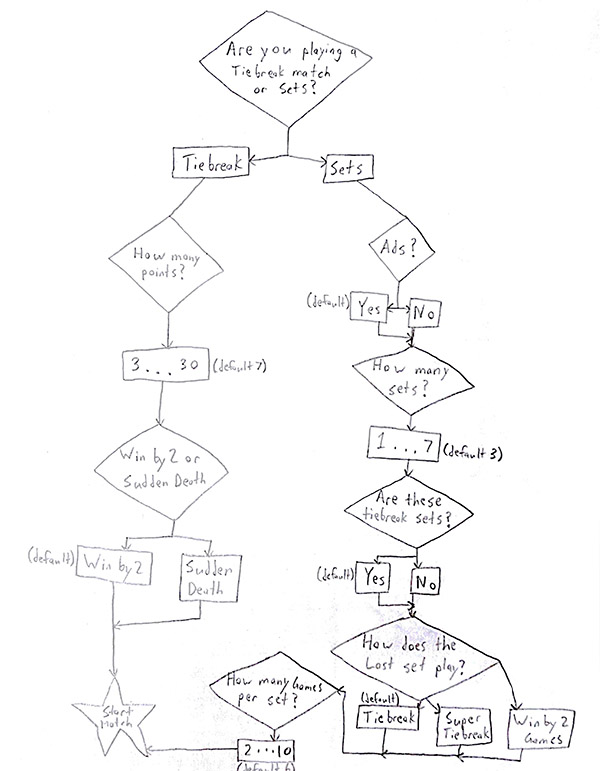 Are you playing a
Tiebreak match
or Sets?
Tiebreak
Sets
How many
points?
Ads?
(default)
Yes
No
3...30
(default 7)
How many
sets?
1...7
(default 3)
Win by 2 or
Sudden Death
Are these
tiebreak sets?
(default)
Win by 2
Sudden
Death
(default)
Yes
No
How does the
Last set play?
(default)
Tiebreak
Super
Tiebreak
Win by 2
Games
How many Games
per set?
2...10
(default 6)
Start
Match